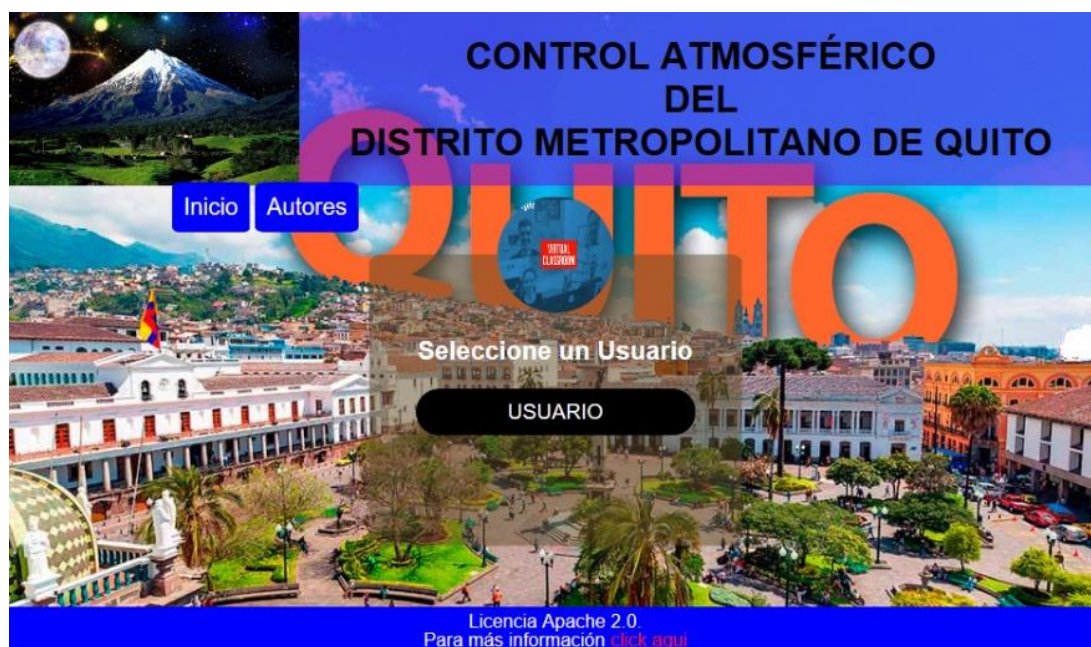 CONTROL ATMOSFÉRICO
DEL
DISTRITO METROPOLITANO DE QUITO
Inicio
Autores
QUITO
VIRTUAL
CLASSROOM
Seleccione un Usuario
USUARIO
Licencia Apache 2.0.
Para más información click aqui